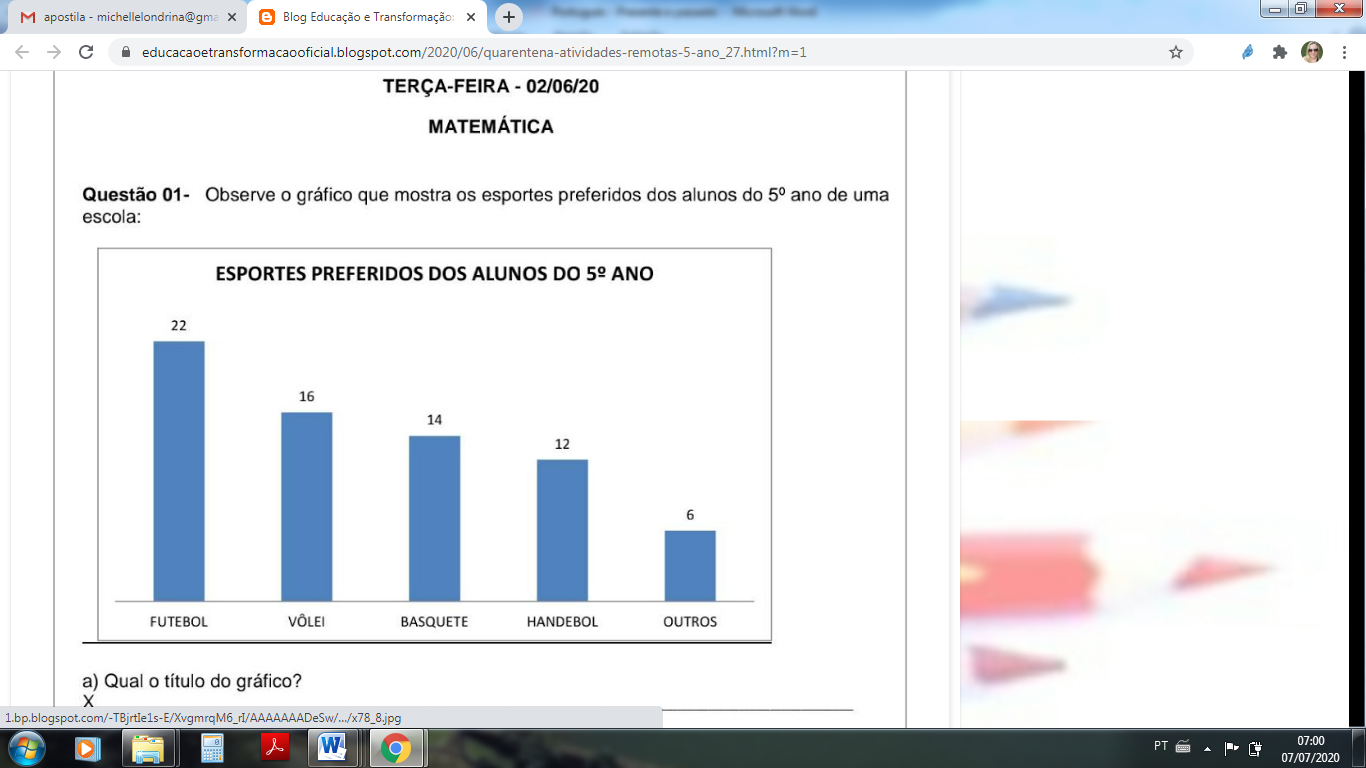 apostila - michellelondrina@gma
Blog Educação e Transformação:
educacaoetransformacaooficial.blogspot.com/2020/06/quarentena-atividades-remotas-5-ano_27.html?m=1
TERÇA-FEIRA - 02/06/20
MATEMÁTICA
Questão 01- Observe o gráfico que mostra os esportes preferidos dos alunos do 5º ano de uma
escola:
ESPORTES PREFERIDOS DOS ALUNOS DO 5º ANO
22
16
14
12
6
FUTEBOL VÔLEI BASQUETE HANDEBOL OUTROS
a) Qual o título do gráfico?
X
1.bp.blogspot.com/-TBjrtIe1s-E/XvgmrqM6_rI/AAAAAAADeSw/.../x78_8.jpg
PT
07:00
07/07/2020